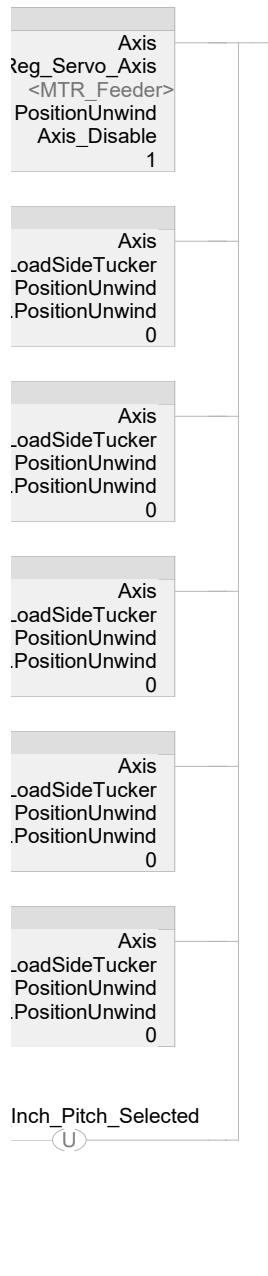 Axis
Reg_Servo_Axis
<MTR_Feeder>
PositionUnwind
Axis_Disable
1
Axis
LoadSideTucker
PositionUnwind
.PositionUnwind
0
Axis
LoadSideTucker
PositionUnwind
.PositionUnwind
0
Axis
LoadSideTucker
PositionUnwind
.PositionUnwind
0
Axis
LoadSideTucker
PositionUnwind
.PositionUnwind
0
Axis
LoadSideTucker
PositionUnwind
.PositionUnwind
0
Inch_Pitch_Selected
U